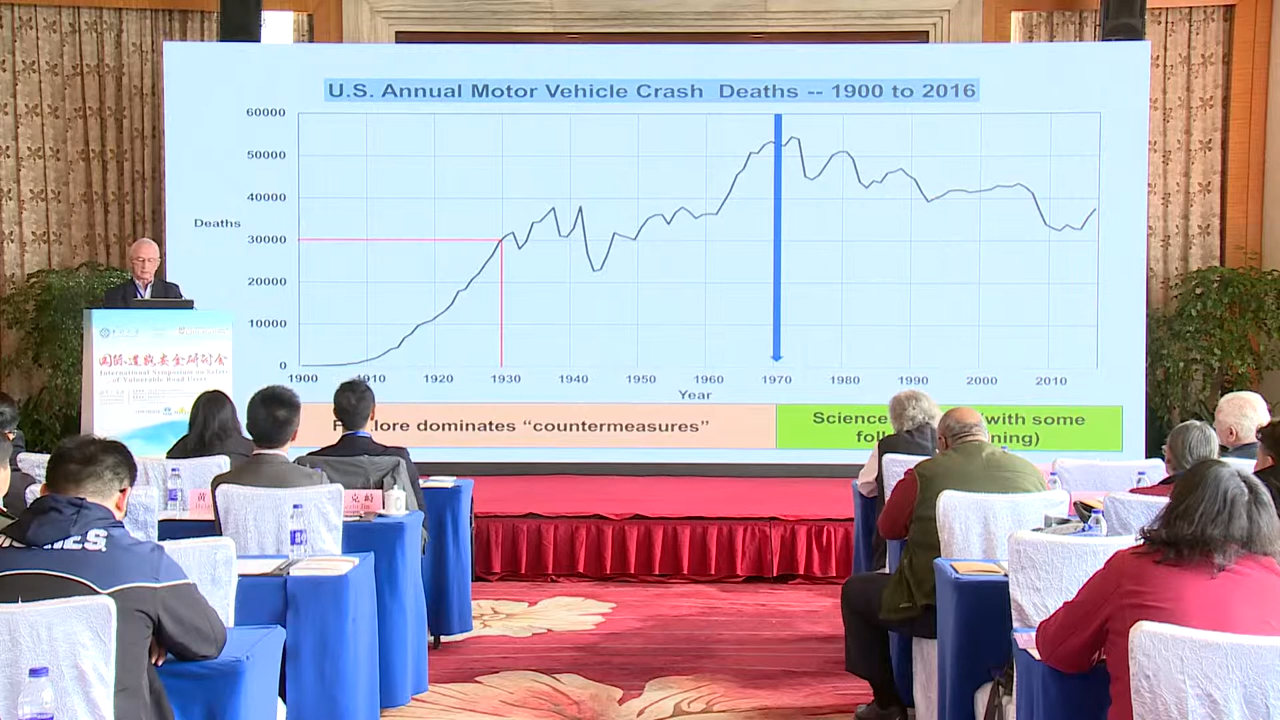 U.S. Annual Motor Vehicle Crash Deaths -- 1900 to 2016
60000
50000
40000
Deaths
30000
20000
10000
0
1900 1910 1920 1930 1940 1950 1960 1970 1980 1990 2000 2010
Year
lore dominates “countermeasures”
Science (with some
ning)
国际道路安全研讨会
International Symposium on Safety
of Vulnerable Road Users
黄
克